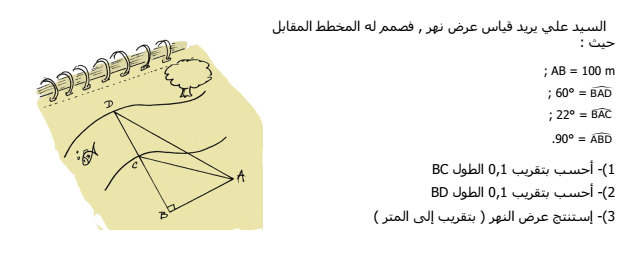 السيد علي يريد قياس عرض نهر , فصمم له المخطط المقابل
حيث :
; AB = 100 m
; 60° = BAD
; 22° = BAC
.90° = ABD
1)- أحسب بتقريب 0,1 الطول BC
2)- أحسب بتقريب 0,1 الطول BD
3)- إستنتج عرض النهر ( بتقريب إلى المتر )
D
C
A
B